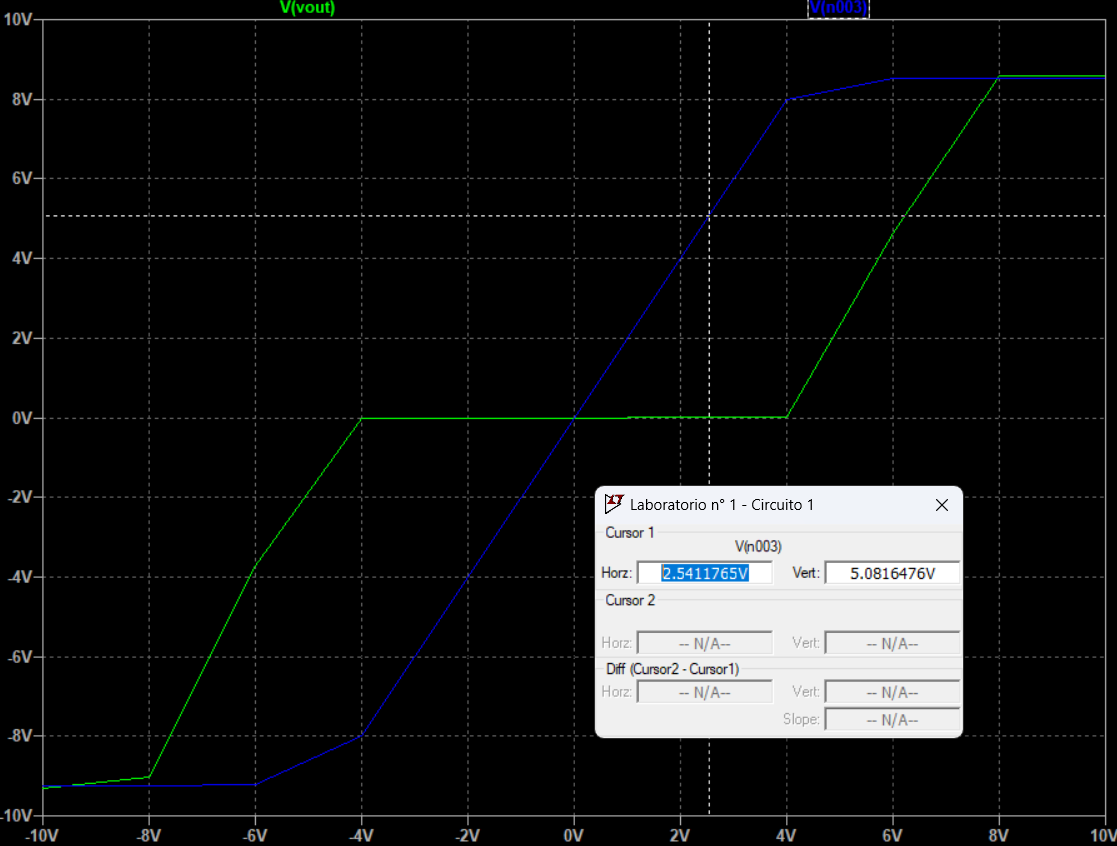 V(vout) V(n003)
10V
8V
6V
4V
2V
0V
-2V
-4V
-6V
-8V
-10V
-10V -8V -6V -4V -2V 0V 2V 4V 6V 8V 10V
Laboratorio n° 1 - Circuito 1
Cursor 1
V(n003)
Horz: 2.5411765V Vert: 5.0816476V
Cursor 2
Horz: -- N/A-- Vert: -- N/A--
Diff (Cursor2 - Cursor1)
Horz: -- N/A-- Vert: -- N/A--
Slope: -- N/A--